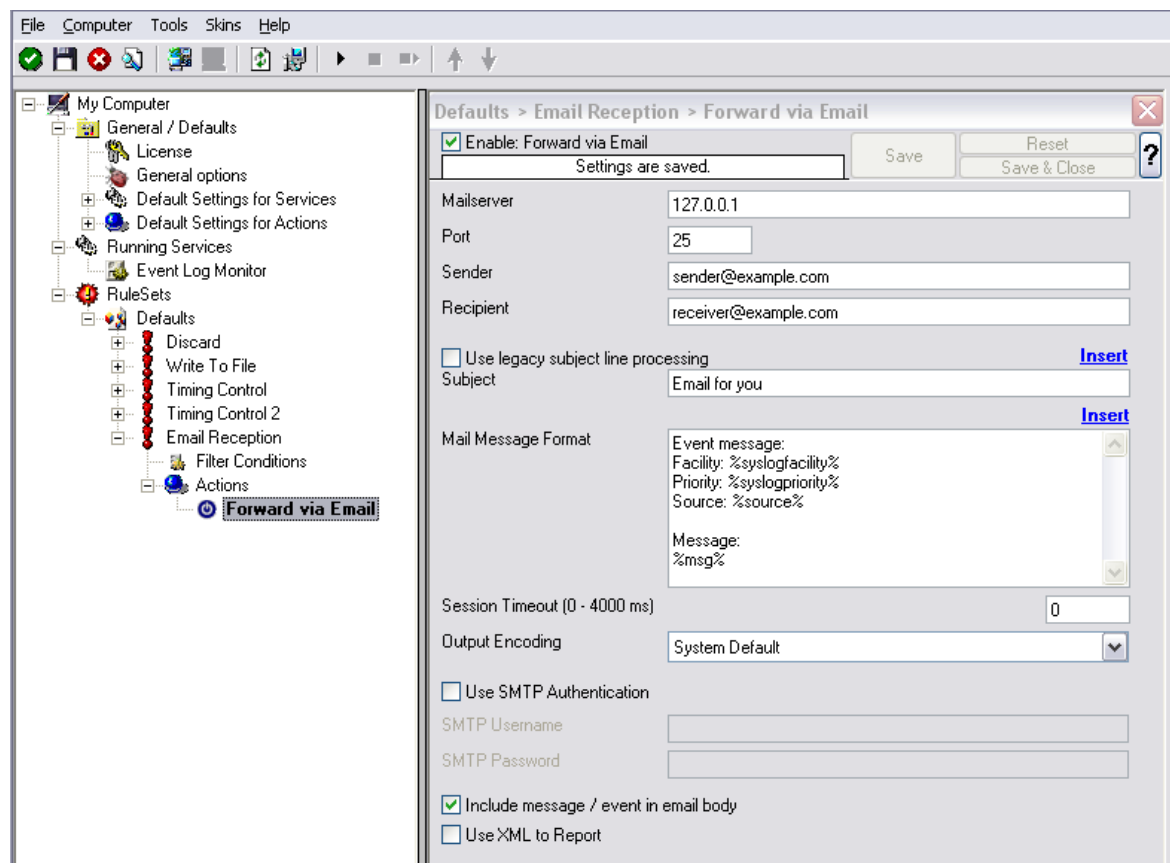 File Computer Tools Skins Help
My Computer
General / Defaults
License
General options
Default Settings for Services
Default Settings for Actions
Running Services
Event Log Monitor
RuleSets
Defaults
Discard
Write To File
Timing Control
Timing Control 2
Email Reception
Filter Conditions
Actions
Forward via Email
Defaults > Email Reception > Forward via Email
Enable: Forward via Email
Settings are saved.
Save
Reset
Save & Close
?
Mailserver 127.0.0.1
Port 25
Sender sender@example.com
Recipient receiver@example.com
Use legacy subject line processing Insert
Subject Email for you
Insert
Mail Message Format
Event message:
Facility: %syslogfacility%
Priority: %syslogpriority%
Source: %source%
Message:
%msg%
Session Timeout (0 - 4000 ms) 0
Output Encoding System Default
Use SMTP Authentication
SMTP Username
SMTP Password
Include message / event in email body
Use XML to Report